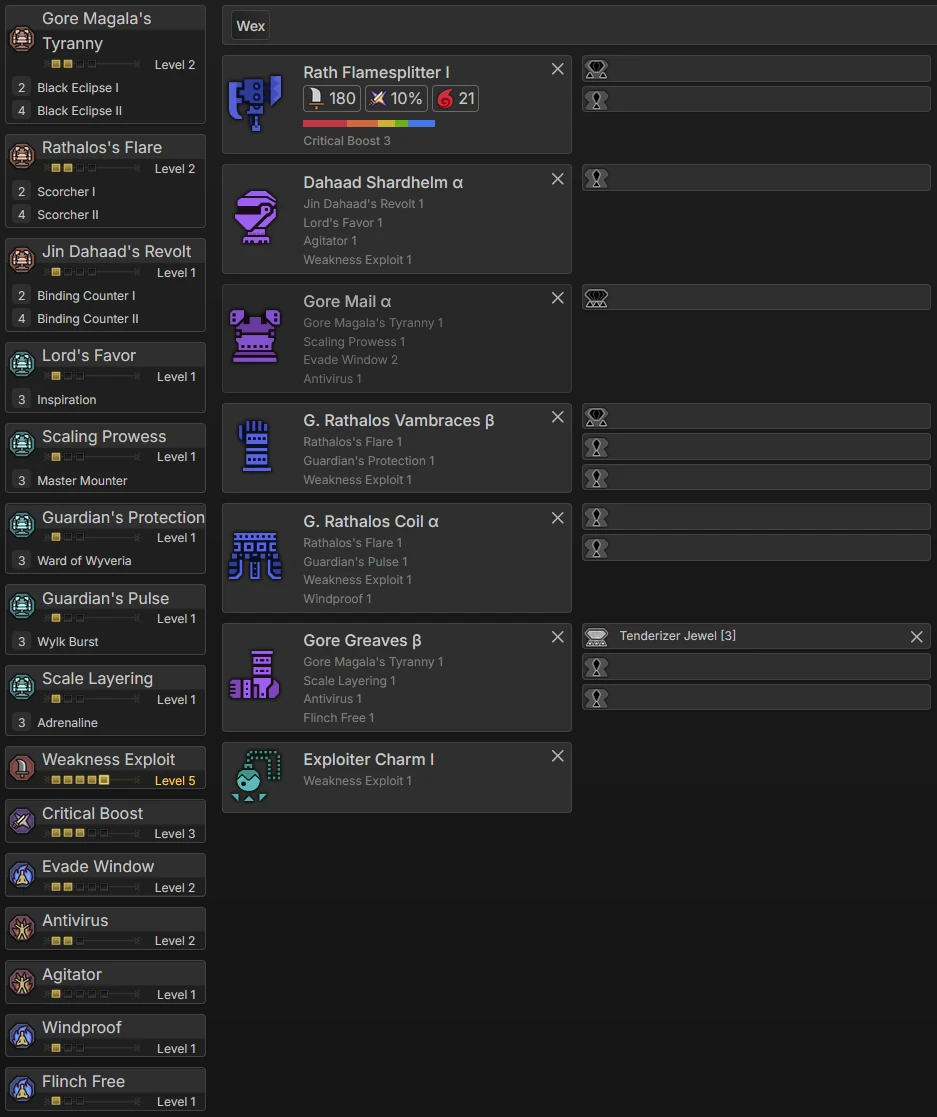 Gore Magala's
Tyranny
Level 2
2 Black Eclipse I
4 Black Eclipse II
Rathalos's Flare
Level 2
2 Scorcher I
4 Scorcher II
Jin Dahaad's Revolt
Level 1
2 Binding Counter I
4 Binding Counter II
Lord's Favor
Level 1
3 Inspiration
Scaling Prowess
Level 1
3 Master Mounter
Guardian's Protection
Level 1
3 Ward of Wyveria
Guardian's Pulse
Level 1
3 Wylk Burst
Scale Layering
Level 1
3 Adrenaline
Weakness Exploit
Level 5
Critical Boost
Level 3
Evade Window
Level 2
Antivirus
Level 2
Agitator
Level 1
Windproof
Level 1
Flinch Free
Level 1
Wex
Rath Flamesplitter I
180 10% 21
Critical Boost 3
Dahaad Shardhelm α
Jin Dahaad's Revolt 1
Lord's Favor 1
Agitator 1
Weakness Exploit 1
Gore Mail α
Gore Magala's Tyranny 1
Scaling Prowess 1
Evade Window 2
Antivirus 1
G. Rathalos Vambraces β
Rathalos's Flare 1
Guardian's Protection 1
Weakness Exploit 1
G. Rathalos Coil α
Rathalos's Flare 1
Guardian's Pulse 1
Weakness Exploit 1
Windproof 1
Gore Greaves β
Gore Magala's Tyranny 1
Scale Layering 1
Antivirus 1
Flinch Free 1
Tenderizer Jewel [3]
Exploiter Charm I
Weakness Exploit 1